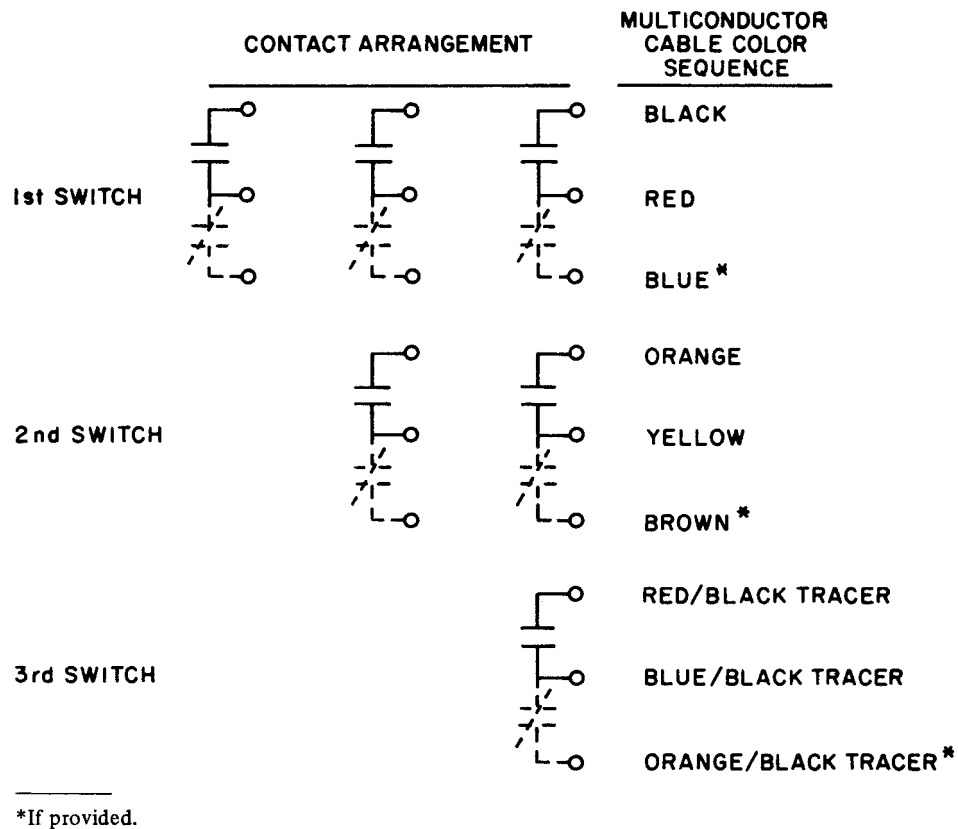 CONTACT ARRANGEMENT
MULTICONDUCTOR
CABLE COLOR
SEQUENCE
1st SWITCH
BLACK
RED
BLUE*
2nd SWITCH
ORANGE
YELLOW
BROWN*
3rd SWITCH
RED/BLACK TRACER
BLUE/BLACK TRACER
ORANGE/BLACK TRACER*
*If provided.